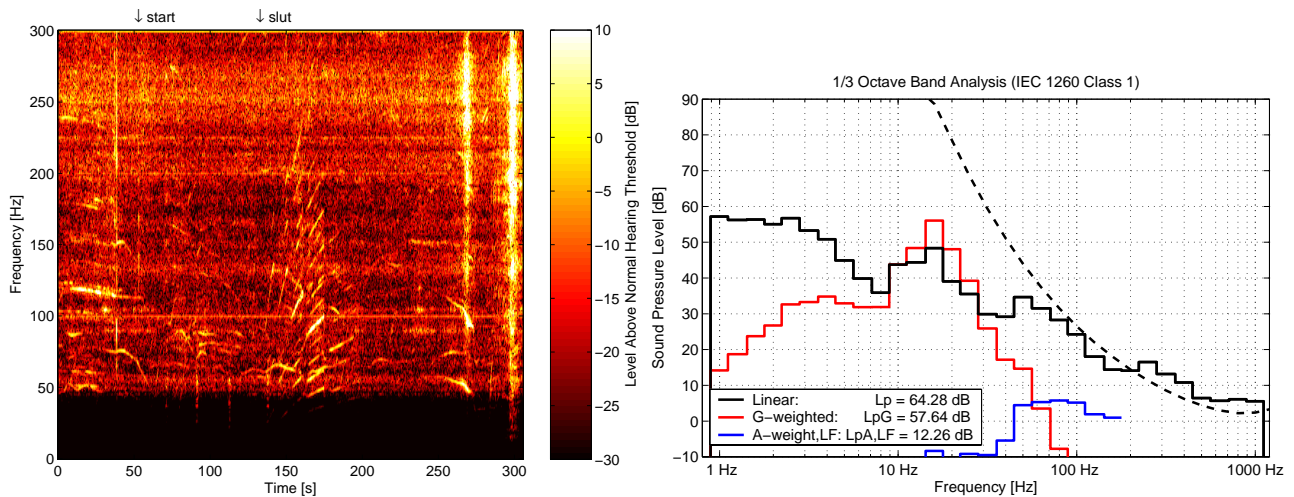 ↓ start ↓ slut
300
250
200
150
100
50
0
Frequency [Hz]
0 50 100 150 200 250 300
Time [s]
10
5
0
−5
−10
−15
−20
−25
−30
Level Above Normal Hearing Threshold [dB]
1/3 Octave Band Analysis (IEC 1260 Class 1)
90
80
70
60
50
40
30
20
10
0
−10
Sound Pressure Level [dB]
Linear: Lp = 64.28 dB
G−weighted: LpG = 57.64 dB
A−weight,LF: LpA,LF = 12.26 dB
1 Hz 10 Hz 100 Hz 1000 Hz
Frequency [Hz]